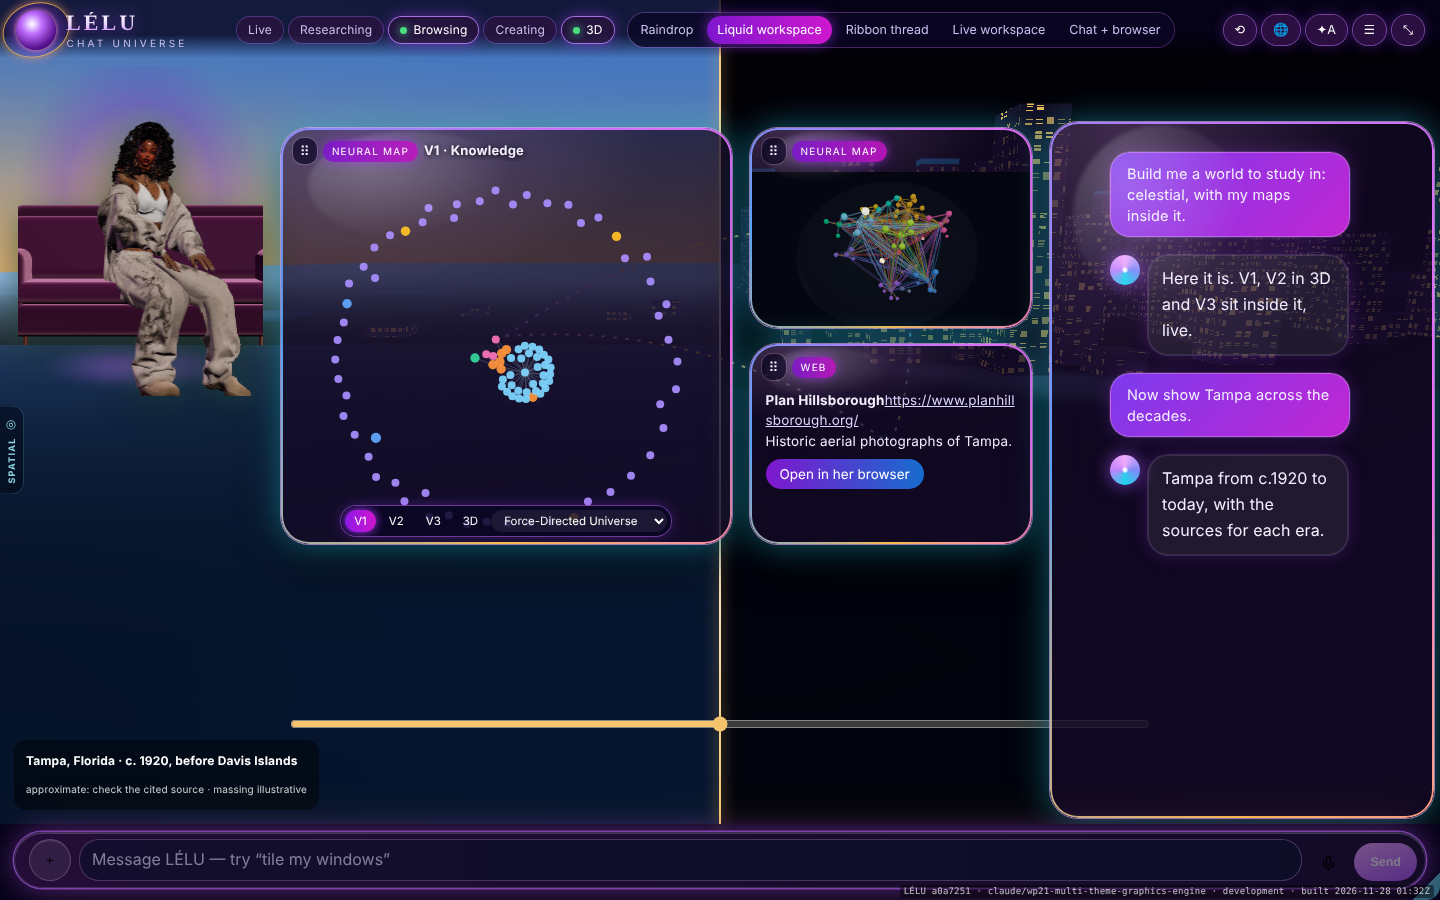 LÉLU
CHAT UNIVERSE
Live
Researching
Browsing
Creating
3D
Raindrop
Liquid workspace
Ribbon thread
Live workspace
Chat + browser
✦A
NEURAL MAP
V1 · Knowledge
V1
V2
V3
3D
Force-Directed Universe
NEURAL MAP
WEB
Plan Hillsboroughhttps://www.planhill
sborough.org/
Historic aerial photographs of Tampa.
Open in her browser
Build me a world to study in:
celestial, with my maps
inside it.
Here it is. V1, V2 in 3D
and V3 sit inside it,
live.
Now show Tampa across the
decades.
Tampa from c.1920 to
today, with the
sources for each era.
SPATIAL ◎
Tampa, Florida · c. 1920, before Davis Islands
approximate: check the cited source · massing illustrative
+
Message LÉLU — try “tile my windows”
Send
LÉLU a0a7251 · claude/wp21-multi-theme-graphics-engine · development · built 2026-11-28 01:32Z